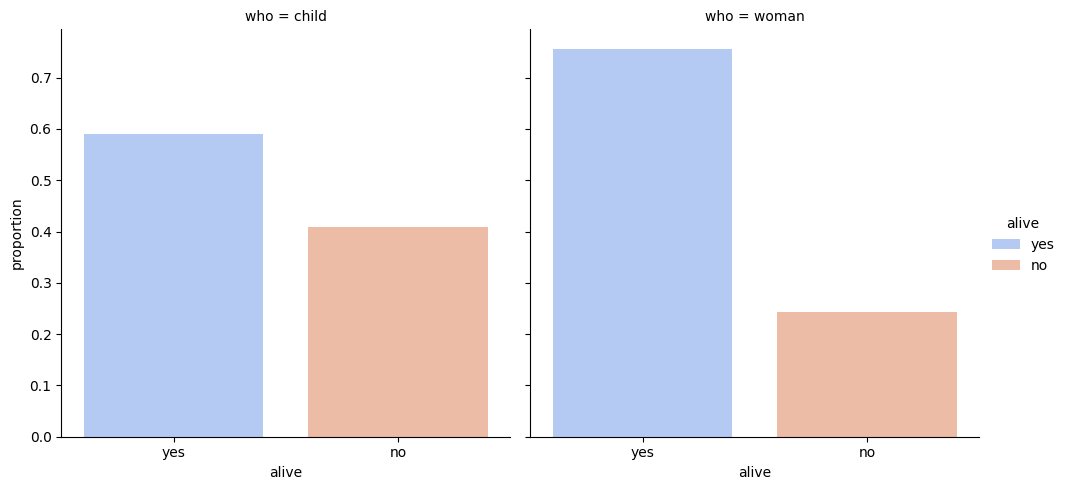 who = child
who = woman
proportion
0.7
0.6
0.5
0.4
0.3
0.2
0.1
0.0
yes
no
alive
yes
no
alive
alive
yes
no